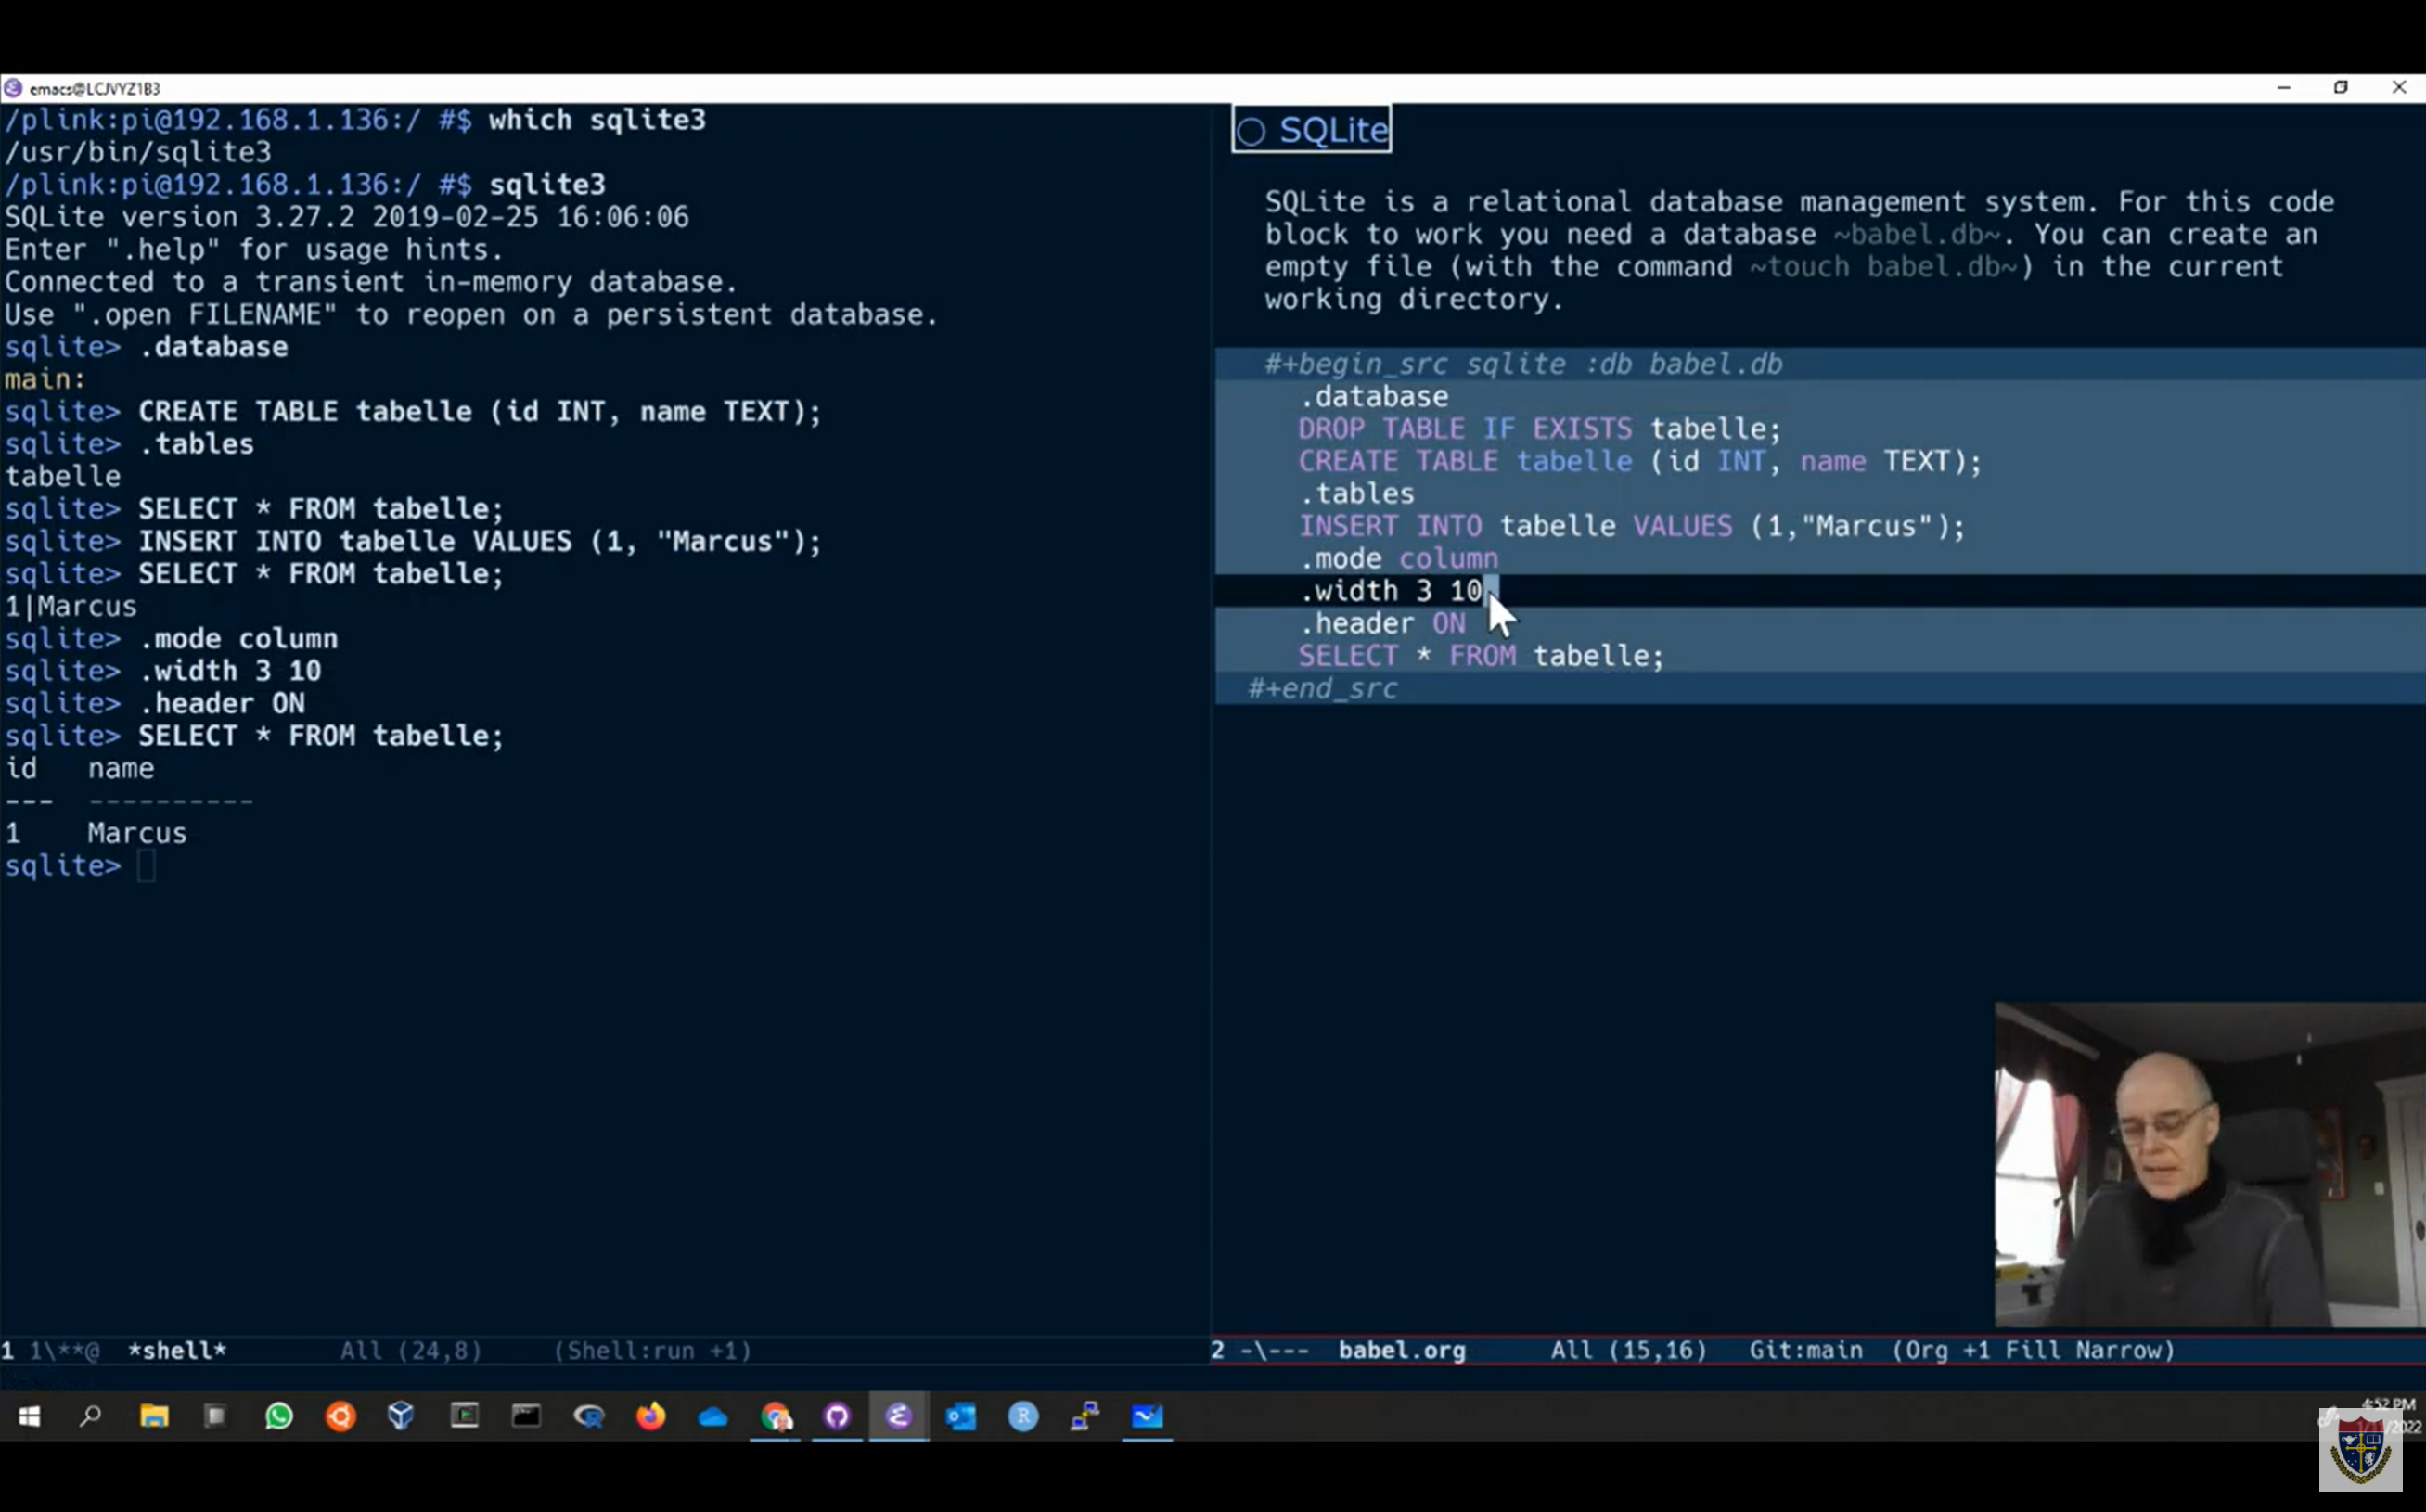 emacs@LCJVYZ1B3
/plink:pi@192.168.1.136:/ #$ which sqlite3
/usr/bin/sqlite3
/plink:pi@192.168.1.136:/ #$ sqlite3
SQLite version 3.27.2 2019-02-25 16:06:06
Enter ".help" for usage hints.
Connected to a transient in-memory database.
Use ".open FILENAME" to reopen on a persistent database.
sqlite> .database
main:
sqlite> CREATE TABLE tabelle (id INT, name TEXT);
sqlite> .tables
tabelle
sqlite> SELECT * FROM tabelle;
sqlite> INSERT INTO tabelle VALUES (1, "Marcus");
sqlite> SELECT * FROM tabelle;
1|Marcus
sqlite> .mode column
sqlite> .width 3 10
sqlite> .header ON
sqlite> SELECT * FROM tabelle;
id   name
---  ----------
1    Marcus
sqlite>
1 1\**@ *shell* All (24,8) (Shell:run +1)
SQLite
SQLite is a relational database management system. For this code
block to work you need a database ~babel.db~. You can create an
empty file (with the command ~touch babel.db~) in the current
working directory.
#+begin_src sqlite :db babel.db
.database
DROP TABLE IF EXISTS tabelle;
CREATE TABLE tabelle (id INT, name TEXT);
.tables
INSERT INTO tabelle VALUES (1,"Marcus");
.mode column
.width 3 10
.header ON
SELECT * FROM tabelle;
#+end_src
2 -\--- babel.org All (15,16) Git:main (Org +1 Fill Narrow)
4:52 PM
/2022